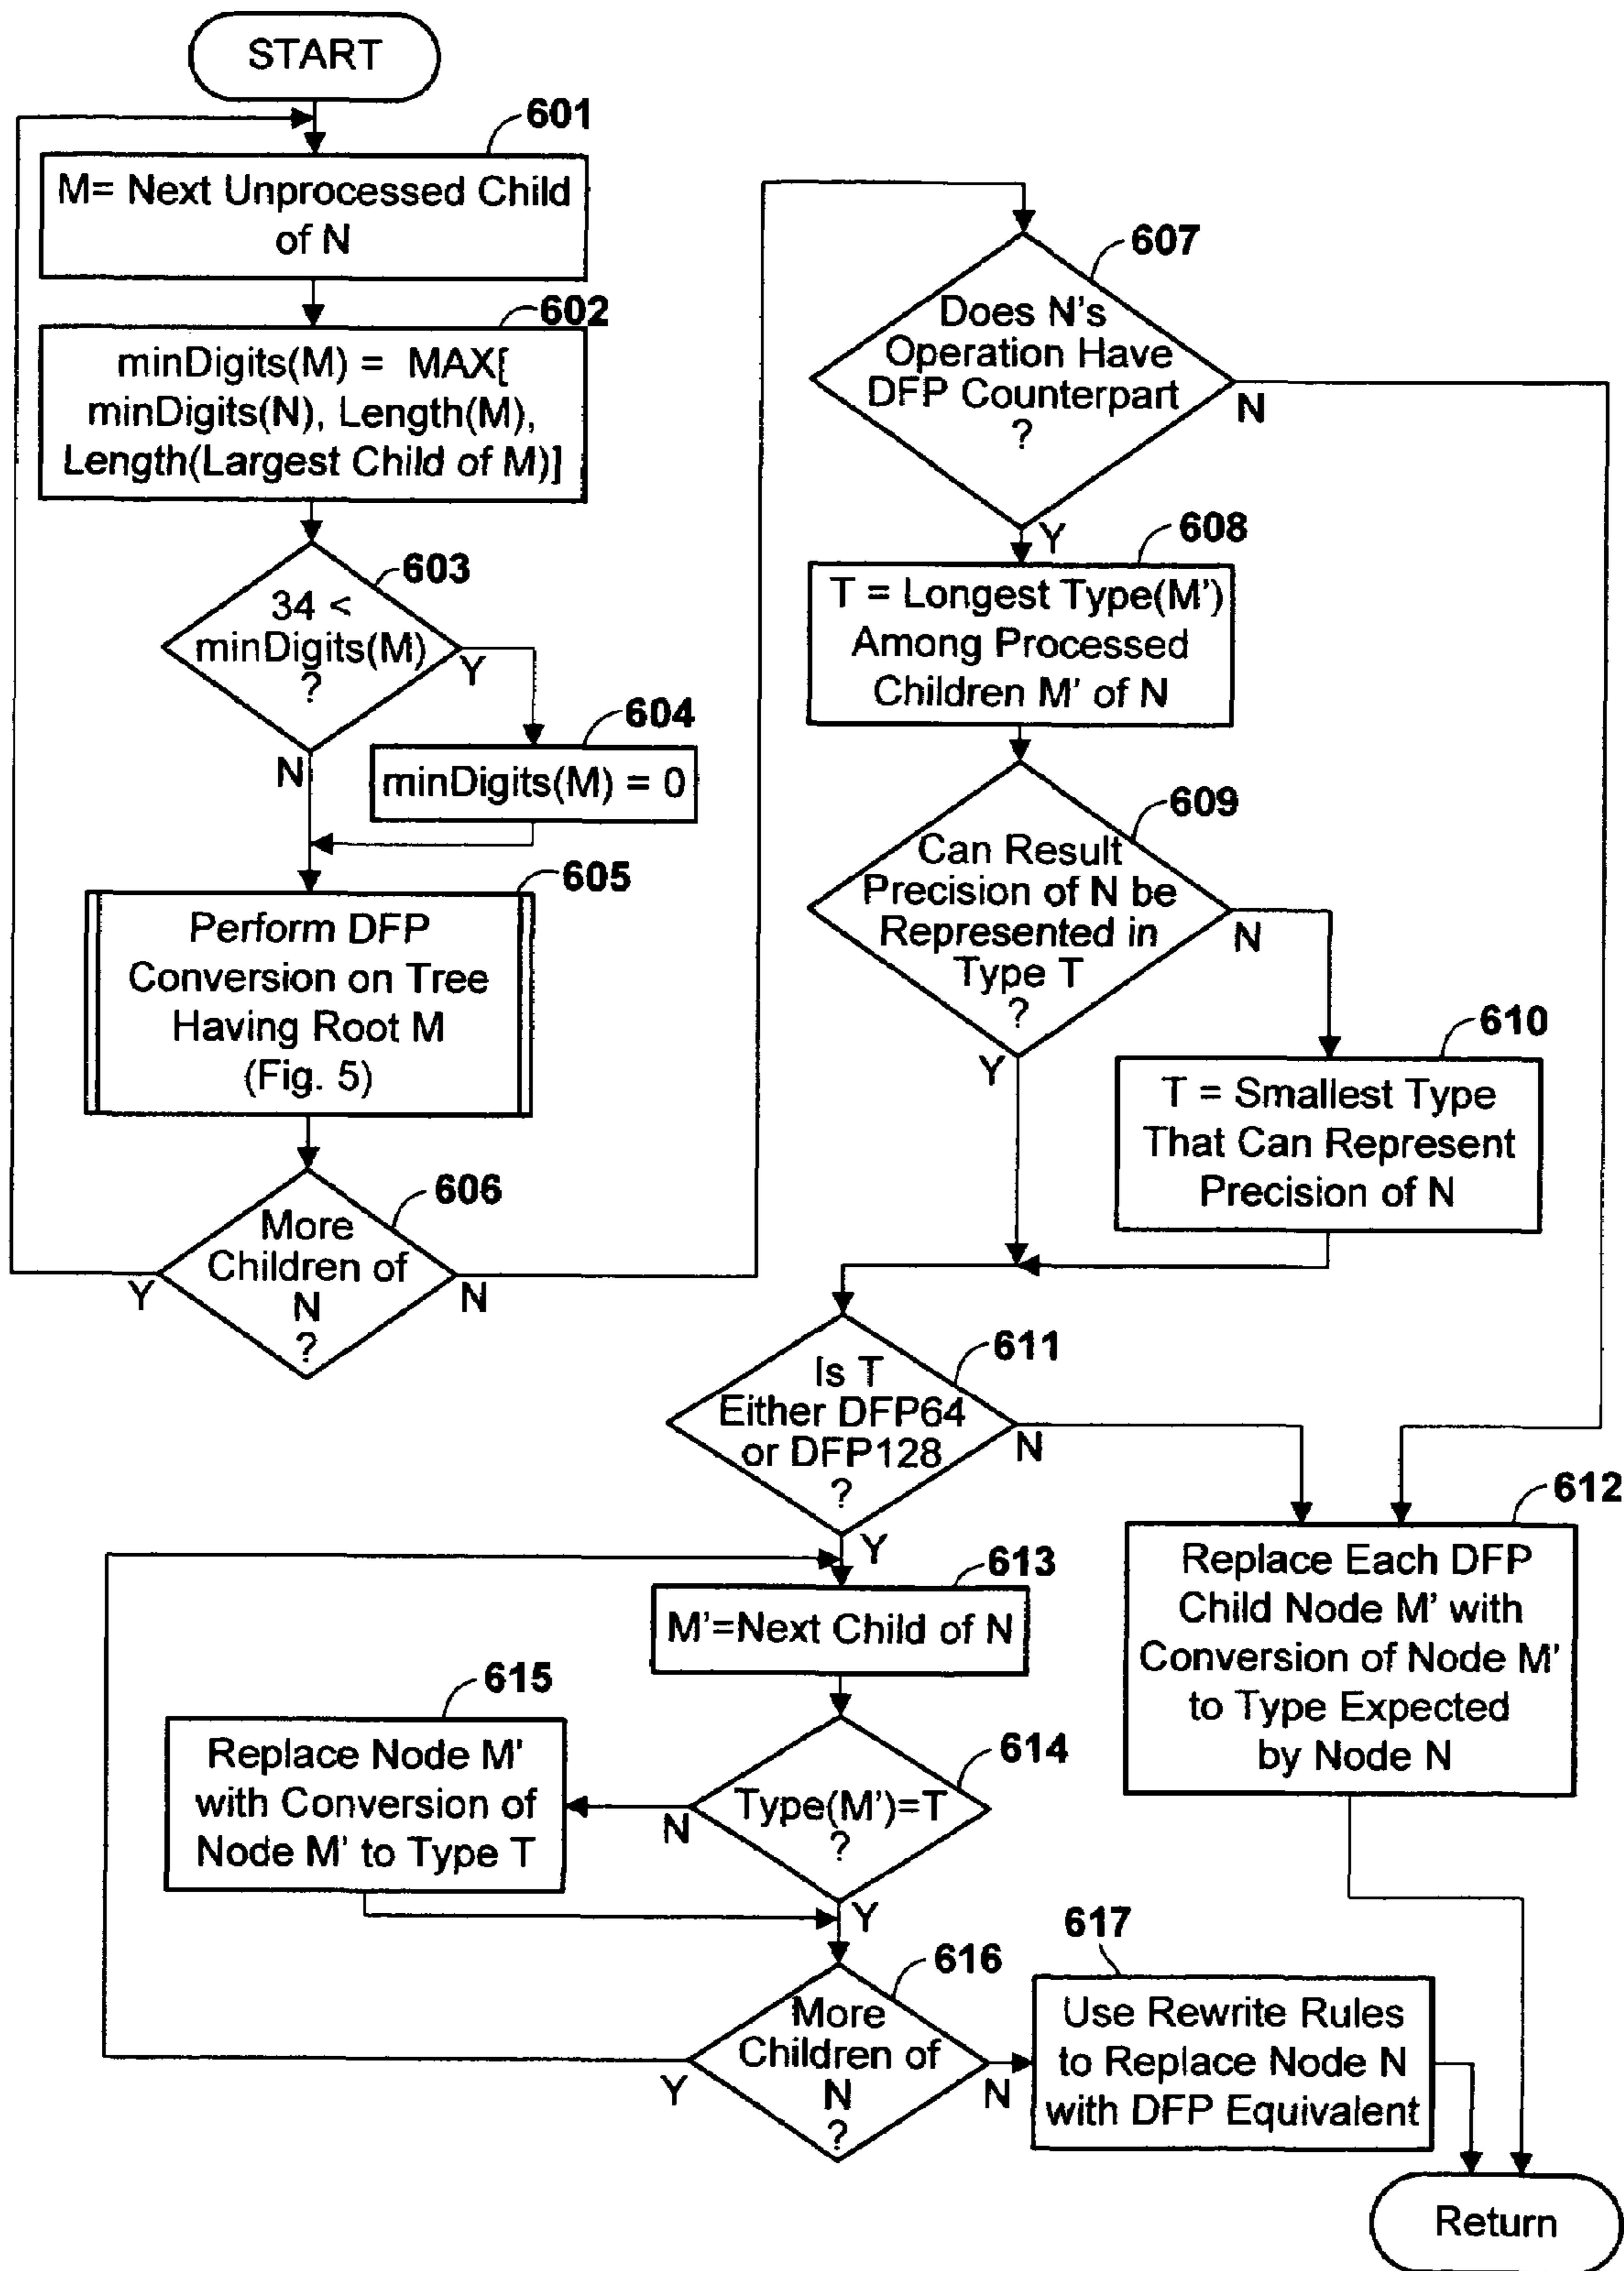 START
601
M= Next Unprocessed Child
of N
602
minDigits(M) = MAX[
minDigits(N), Length(M),
Length(Largest Child of M)]
603
34 <
minDigits(M)
?
Y
N
604
minDigits(M) = 0
605
Perform DFP
Conversion on Tree
Having Root M
(Fig. 5)
606
More
Children of
N
?
Y
N
607
Does N's
Operation Have
DFP Counterpart
?
N
Y
608
T = Longest Type(M')
Among Processed
Children M' of N
609
Can Result
Precision of N be
Represented in
Type T
?
N
Y
610
T = Smallest Type
That Can Represent
Precision of N
611
Is T
Either DFP64
or DFP128
?
N
Y
612
Replace Each DFP
Child Node M' with
Conversion of Node M'
to Type Expected
by Node N
613
M'=Next Child of N
614
Type(M')=T
?
N
Y
615
Replace Node M'
with Conversion of
Node M' to Type T
616
More
Children of
N
?
Y
N
617
Use Rewrite Rules
to Replace Node N
with DFP Equivalent
Return